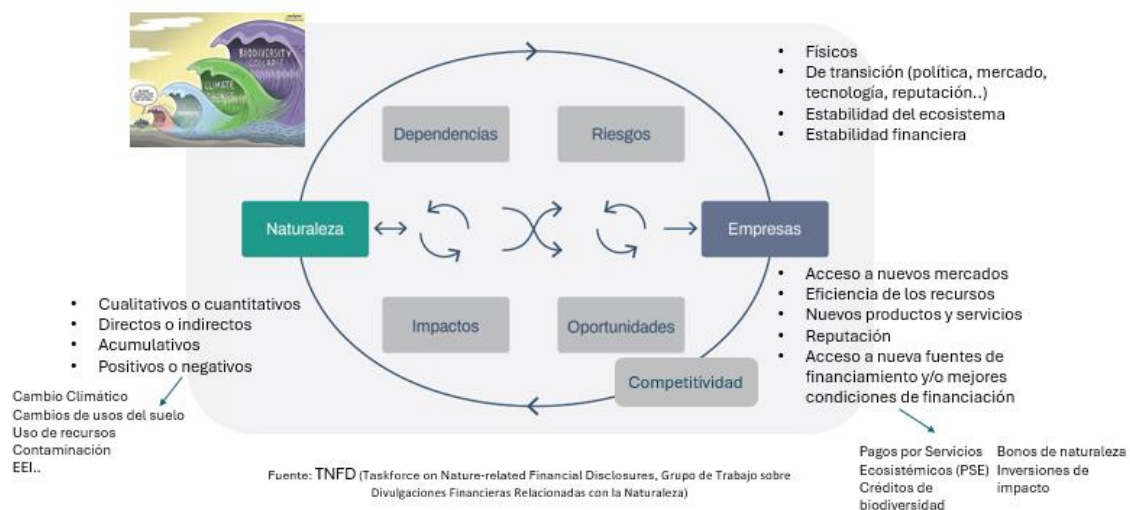 BIODIVERSITY
COLLAPSE
CLIMATE
CHANGE
Dependencias
Riesgos
Naturaleza
Empresas
Impactos
Oportunidades
Competitividad
• Físicos
• De transición (política, mercado,
tecnología, reputación..)
• Estabilidad del ecosistema
• Estabilidad financiera
• Acceso a nuevos mercados
• Eficiencia de los recursos
• Nuevos productos y servicios
• Reputación
• Acceso a nueva fuentes de
financiamiento y/o mejores
condiciones de financiación
Pagos por Servicios
Ecosistémicos (PSE)
Créditos de
biodiversidad
Bonos de naturaleza
Inversiones de
impacto
• Cualitativos o cuantitativos
• Directos o indirectos
• Acumulativos
• Positivos o negativos
Cambio Climático
Cambios de usos del suelo
Uso de recursos
Contaminación
EEI..
Fuente: TNFD (Taskforce on Nature-related Financial Disclosures, Grupo de Trabajo sobre
Divulgaciones Financieras Relacionadas con la Naturaleza)